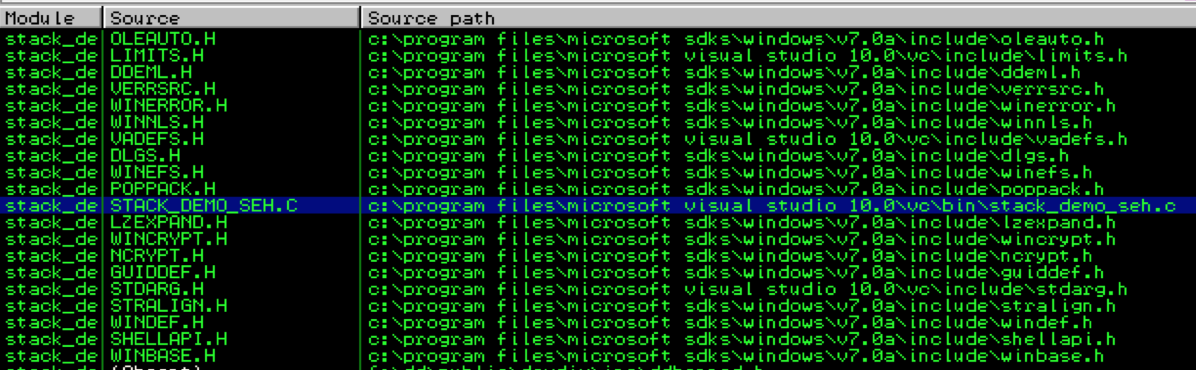 Module Source Source path
stack_de OLEAUTO.H c:\program files\microsoft sdks\windows\v7.0a\include\oleauto.h
stack_de LIMITS.H c:\program files\microsoft visual studio 10.0\vc\include\limits.h
stack_de DDEML.H c:\program files\microsoft sdks\windows\v7.0a\include\ddeml.h
stack_de VERRSRC.H c:\program files\microsoft sdks\windows\v7.0a\include\verrsrc.h
stack_de WINERROR.H c:\program files\microsoft sdks\windows\v7.0a\include\winerror.h
stack_de WINNLS.H c:\program files\microsoft sdks\windows\v7.0a\include\winnls.h
stack_de VADEFS.H c:\program files\microsoft visual studio 10.0\vc\include\vadefs.h
stack_de DLGS.H c:\program files\microsoft sdks\windows\v7.0a\include\dlgs.h
stack_de WINEFS.H c:\program files\microsoft sdks\windows\v7.0a\include\winefs.h
stack_de POPPACK.H c:\program files\microsoft sdks\windows\v7.0a\include\poppack.h
stack_de STACK_DEMO_SEH.C c:\program files\microsoft visual studio 10.0\vc\bin\stack_demo_seh.c
stack_de LZEXPAND.H c:\program files\microsoft sdks\windows\v7.0a\include\lzexpand.h
stack_de WINCRYPT.H c:\program files\microsoft sdks\windows\v7.0a\include\wincrypt.h
stack_de NCRYPT.H c:\program files\microsoft sdks\windows\v7.0a\include\ncrypt.h
stack_de GUIDDEF.H c:\program files\microsoft sdks\windows\v7.0a\include\guiddef.h
stack_de STDARG.H c:\program files\microsoft visual studio 10.0\vc\include\stdarg.h
stack_de STRALIGN.H c:\program files\microsoft sdks\windows\v7.0a\include\stralign.h
stack_de WINDEF.H c:\program files\microsoft sdks\windows\v7.0a\include\windef.h
stack_de SHELLAPI.H c:\program files\microsoft sdks\windows\v7.0a\include\shellapi.h
stack_de WINBASE.H c:\program files\microsoft sdks\windows\v7.0a\include\winbase.h